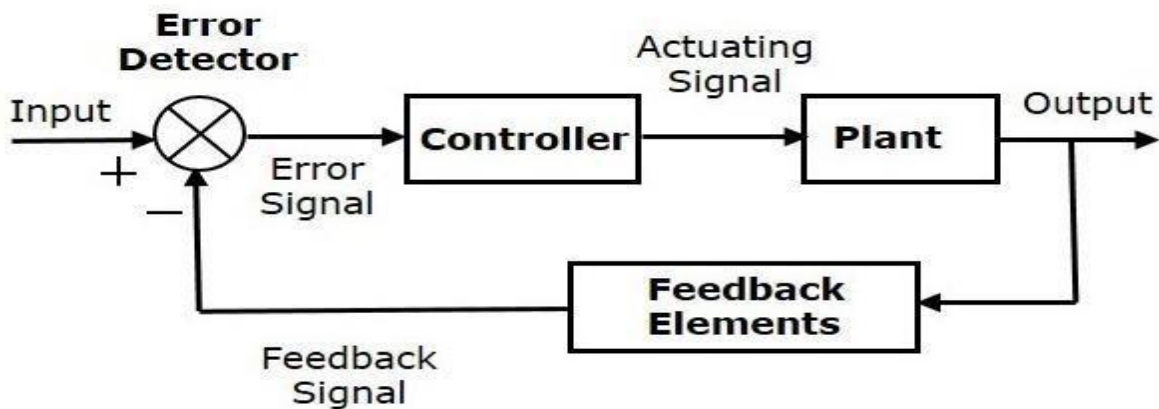 Error
Detector
Actuating
Signal
Input
Output
Controller
Plant
+
Error
Signal
−
Feedback
Elements
Feedback
Signal